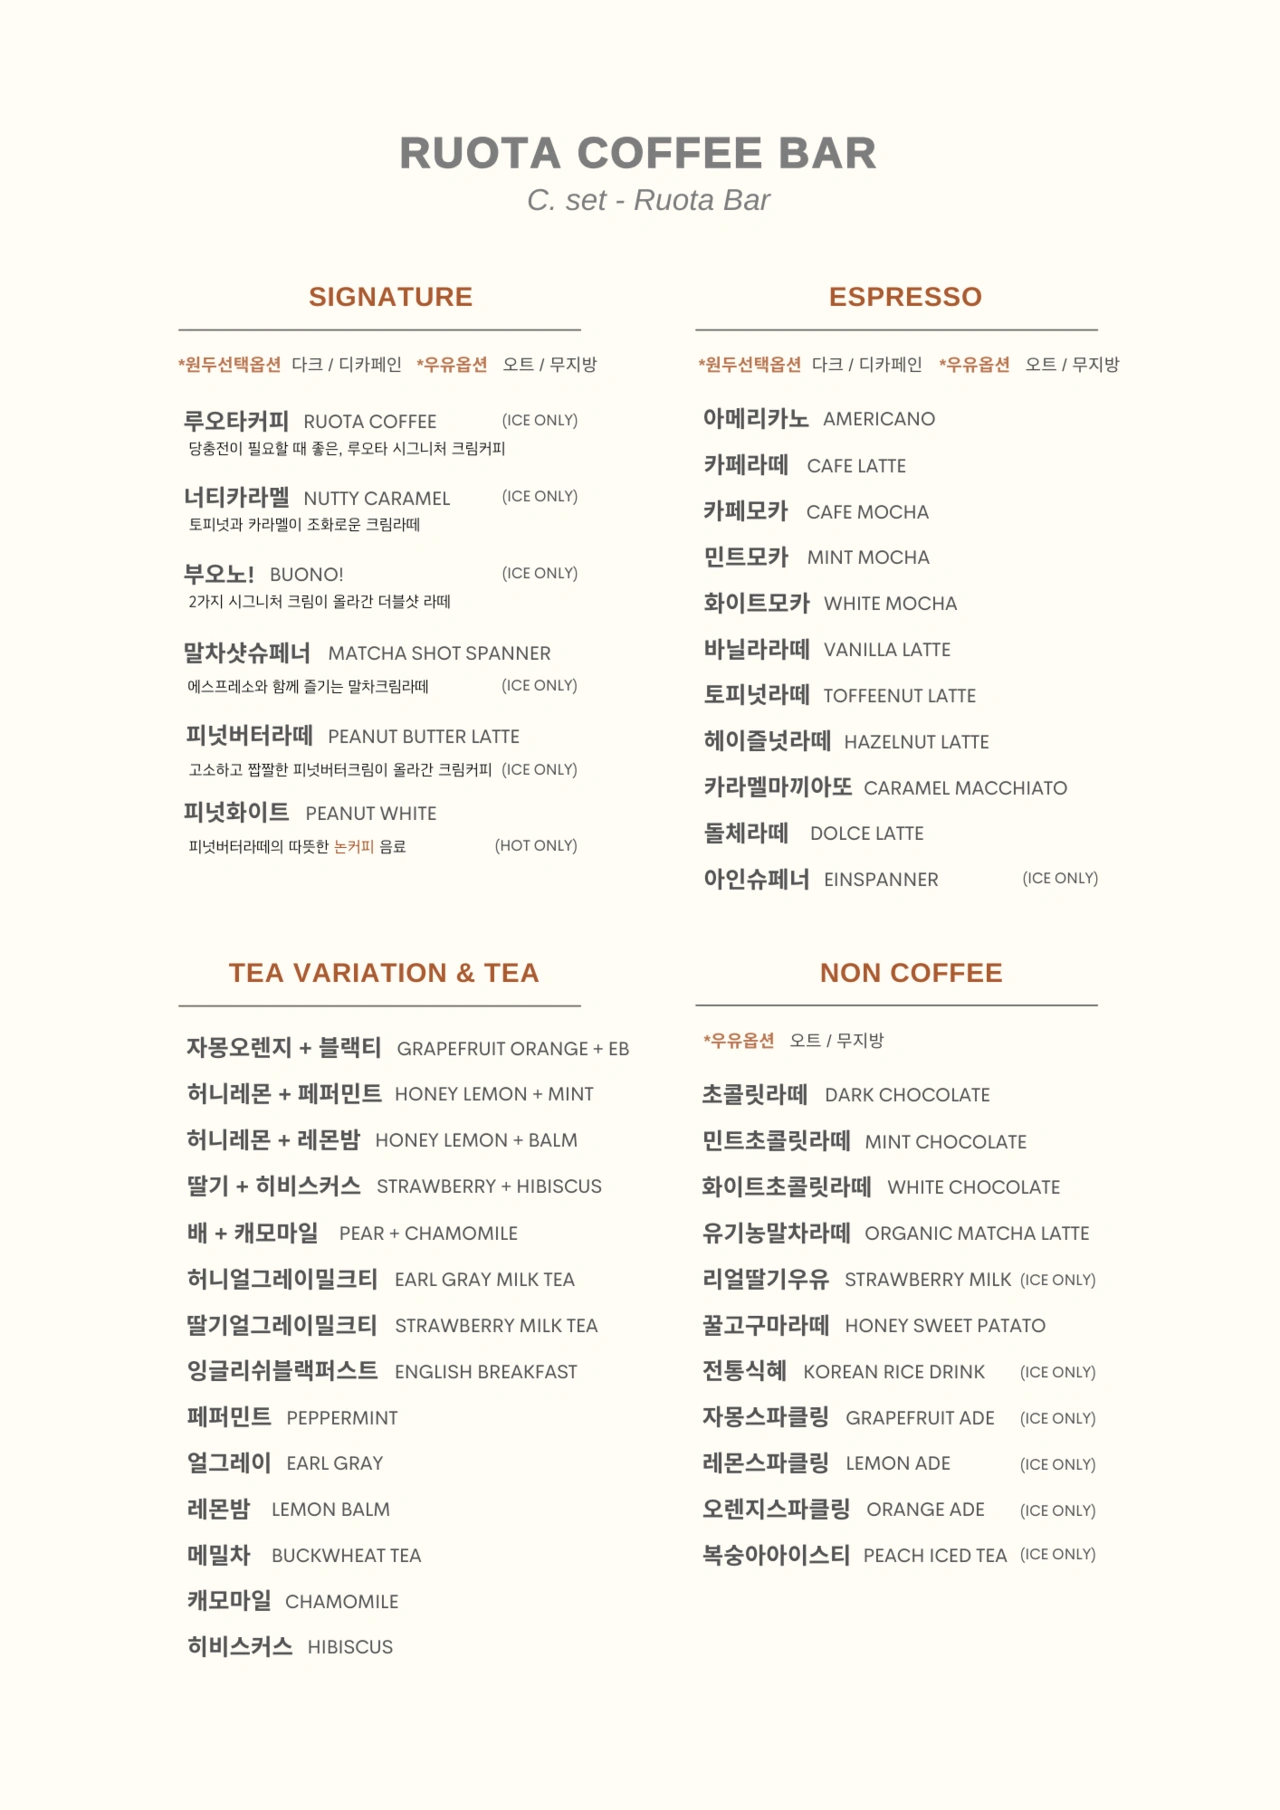 RUOTA COFFEE BAR
C. set - Ruota Bar
SIGNATURE
*원두선택옵션 다크 / 디카페인 *우유옵션 오트 / 무지방
루오타커피 RUOTA COFFEE (ICE ONLY)
당충전이 필요할 때 좋은, 루오타 시그니처 크림커피
너티카라멜 NUTTY CARAMEL (ICE ONLY)
토피넛과 카라멜이 조화로운 크림라떼
부오노! BUONO! (ICE ONLY)
2가지 시그니처 크림이 올라간 더블샷 라떼
말차샷슈페너 MATCHA SHOT SPANNER
에스프레소와 함께 즐기는 말차크림라떼 (ICE ONLY)
피넛버터라떼 PEANUT BUTTER LATTE
고소하고 짭짤한 피넛버터크림이 올라간 크림커피 (ICE ONLY)
피넛화이트 PEANUT WHITE
피넛버터라떼의 따뜻한 논커피 음료 (HOT ONLY)
ESPRESSO
*원두선택옵션 다크 / 디카페인 *우유옵션 오트 / 무지방
아메리카노 AMERICANO
카페라떼 CAFE LATTE
카페모카 CAFE MOCHA
민트모카 MINT MOCHA
화이트모카 WHITE MOCHA
바닐라라떼 VANILLA LATTE
토피넛라떼 TOFFEENUT LATTE
헤이즐넛라떼 HAZELNUT LATTE
카라멜마끼아또 CARAMEL MACCHIATO
돌체라떼 DOLCE LATTE
아인슈페너 EINSPANNER (ICE ONLY)
TEA VARIATION & TEA
자몽오렌지 + 블랙티 GRAPEFRUIT ORANGE + EB
허니레몬 + 페퍼민트 HONEY LEMON + MINT
허니레몬 + 레몬밤 HONEY LEMON + BALM
딸기 + 히비스커스 STRAWBERRY + HIBISCUS
배 + 캐모마일 PEAR + CHAMOMILE
허니얼그레이밀크티 EARL GRAY MILK TEA
딸기얼그레이밀크티 STRAWBERRY MILK TEA
잉글리쉬블랙퍼스트 ENGLISH BREAKFAST
페퍼민트 PEPPERMINT
얼그레이 EARL GRAY
레몬밤 LEMON BALM
메밀차 BUCKWHEAT TEA
캐모마일 CHAMOMILE
히비스커스 HIBISCUS
NON COFFEE
*우유옵션 오트 / 무지방
초콜릿라떼 DARK CHOCOLATE
민트초콜릿라떼 MINT CHOCOLATE
화이트초콜릿라떼 WHITE CHOCOLATE
유기농말차라떼 ORGANIC MATCHA LATTE
리얼딸기우유 STRAWBERRY MILK (ICE ONLY)
꿀고구마라떼 HONEY SWEET PATATO
전통식혜 KOREAN RICE DRINK (ICE ONLY)
자몽스파클링 GRAPEFRUIT ADE (ICE ONLY)
레몬스파클링 LEMON ADE (ICE ONLY)
오렌지스파클링 ORANGE ADE (ICE ONLY)
복숭아아이스티 PEACH ICED TEA (ICE ONLY)